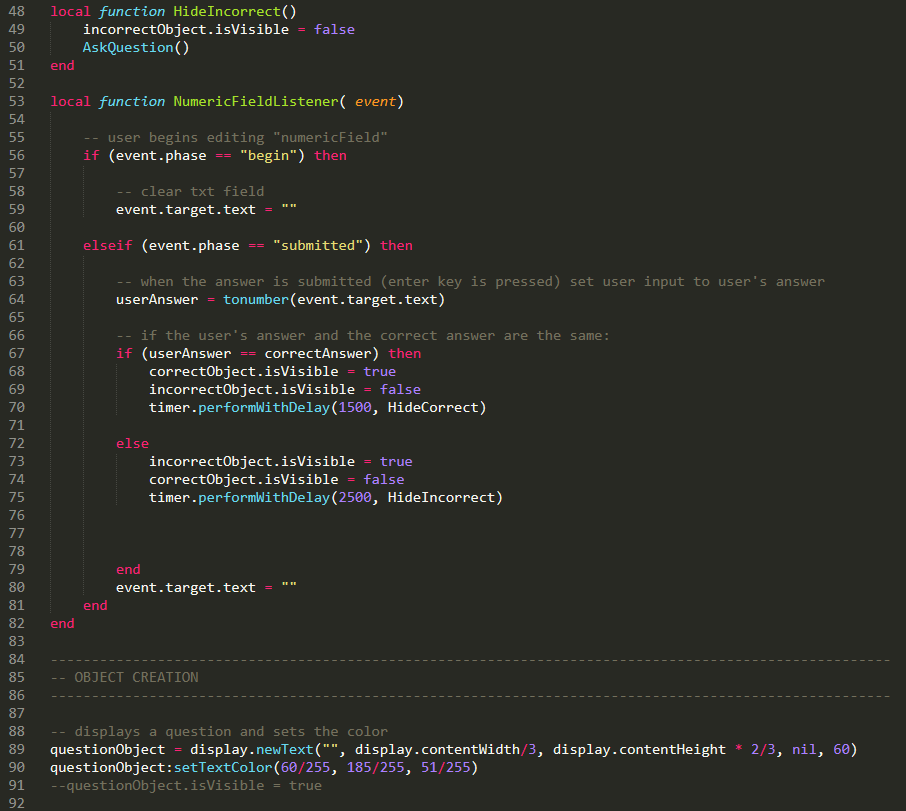 48 local function HideIncorrect()
49     incorrectObject.isVisible = false
50     AskQuestion()
51 end
52
53 local function NumericFieldListener( event)
54
55     -- user begins editing "numericField"
56     if (event.phase == "begin") then
57
58         -- clear txt field
59         event.target.text = ""
60
61     elseif (event.phase == "submitted") then
62
63         -- when the answer is submitted (enter key is pressed) set user input to user's answer
64         userAnswer = tonumber(event.target.text)
65
66         -- if the user's answer and the correct answer are the same:
67         if (userAnswer == correctAnswer) then
68             correctObject.isVisible = true
69             incorrectObject.isVisible = false
70             timer.performWithDelay(1500, HideCorrect)
71
72         else
73             incorrectObject.isVisible = true
74             correctObject.isVisible = false
75             timer.performWithDelay(2500, HideIncorrect)
76
77
78
79         end
80         event.target.text = ""
81     end
82 end
83
84 ------------------------------------------------------------------------------------------------------
85 -- OBJECT CREATION
86 ------------------------------------------------------------------------------------------------------
87
88 -- displays a question and sets the color
89 questionObject = display.newText("", display.contentWidth/3, display.contentHeight * 2/3, nil, 60)
90 questionObject:setTextColor(60/255, 185/255, 51/255)
91 --questionObject.isVisible = true
92